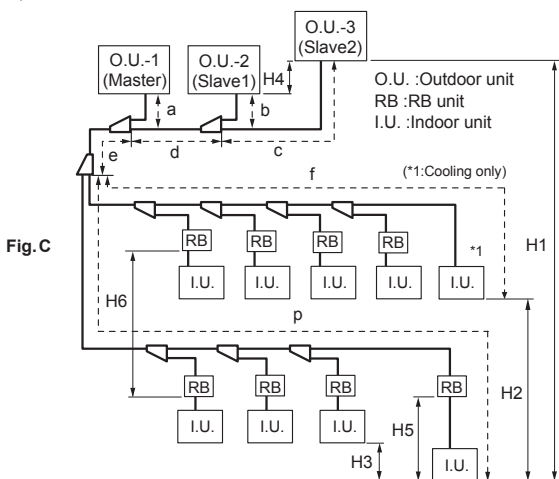 O.U.-1
(Master)
O.U.-2
(Slave1)
O.U.-3
(Slave2)
H4
O.U. :Outdoor unit
RB :RB unit
I.U. :Indoor unit
a
b
e
d
c
f
(*1:Cooling only)
H1
Fig.C
RB
RB
RB
RB
*1
I.U.
I.U.
I.U.
I.U.
I.U.
H6
p
H2
RB
RB
RB
RB
I.U.
I.U.
I.U.
H5
H3
I.U.